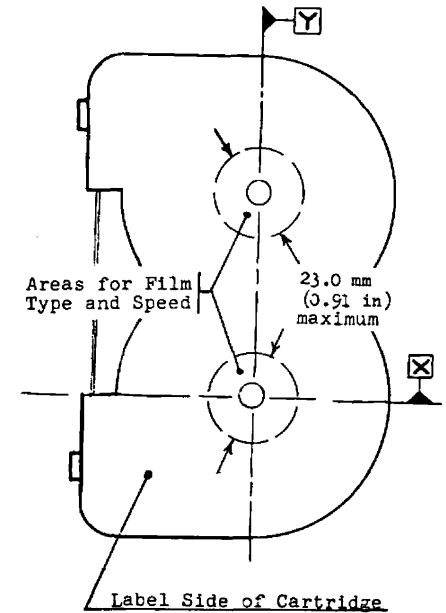 Y
Areas for Film
Type and Speed
23.0 mm
(0.91 in)
maximum
X
Label Side of Cartridge